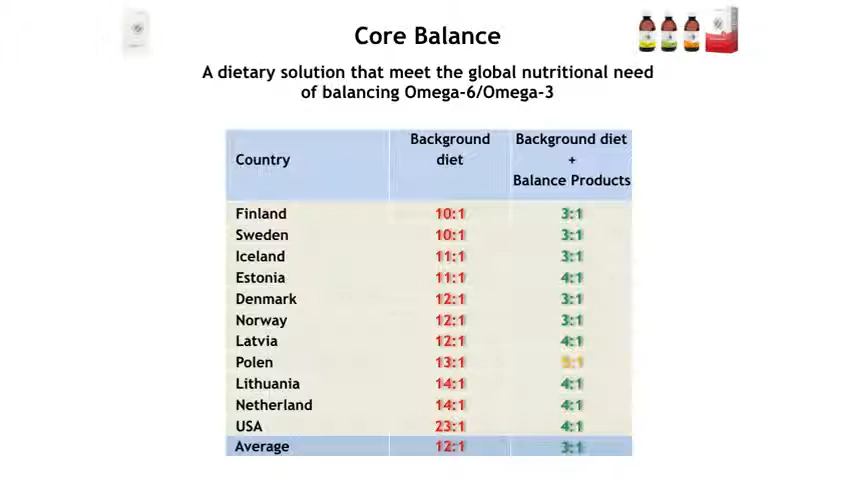 Core Balance
A dietary solution that meet the global nutritional need
of balancing Omega-6/Omega-3
Country Background diet Background diet + Balance Products
Finland 10:1 3:1
Sweden 10:1 3:1
Iceland 11:1 3:1
Estonia 11:1 4:1
Denmark 12:1 3:1
Norway 12:1 3:1
Latvia 12:1 4:1
Polen 13:1 5:1
Lithuania 14:1 4:1
Netherland 14:1 4:1
USA 23:1 4:1
Average 12:1 3:1